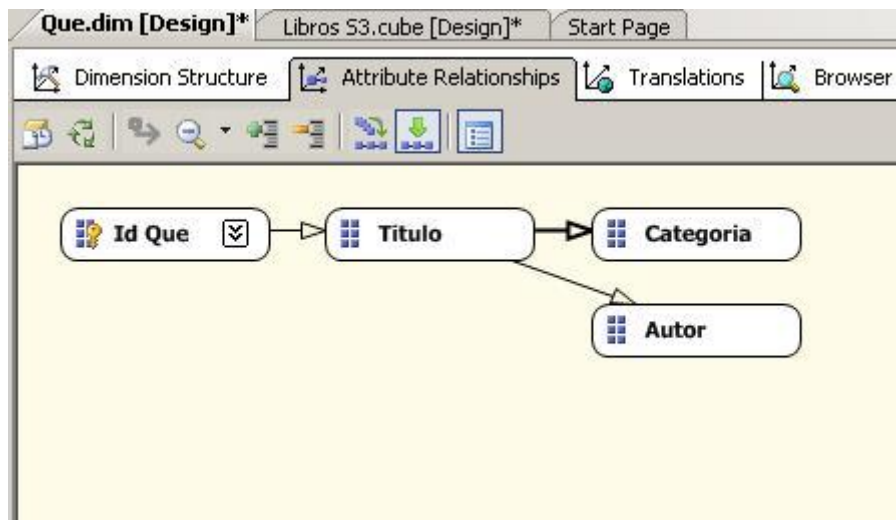 Que.dim [Design]* Libros S3.cube [Design]* Start Page
Dimension Structure Attribute Relationships Translations Browser
Id Que Titulo Categoria
Autor